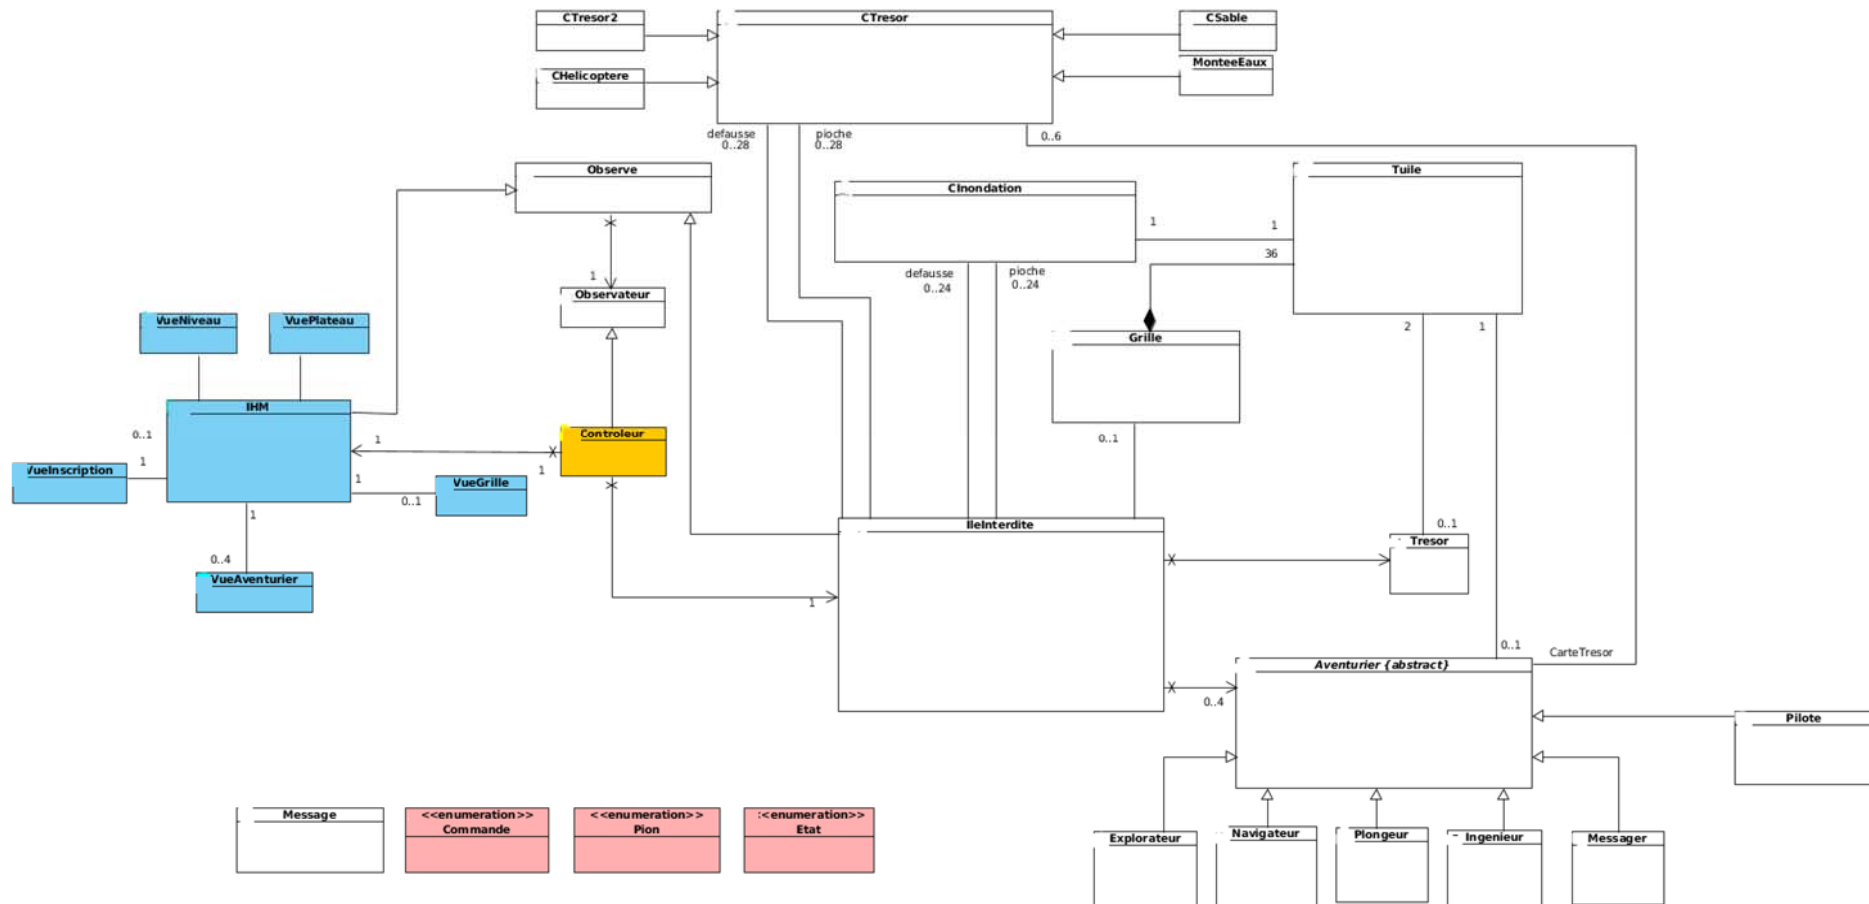 CTresor2
CTresor
CSable
CHelicoptere
MonteeEaux
defausse
0..28
pioche
0..28
0..6
Observe
CInondation
Tuile
1
1
36
defausse
0..24
pioche
0..24
1
Observateur
VueNiveau
VuePlateau
Grille
2
1
IHM
0..1
1
Controleur
1
0..1
VueInscription
1
1
0..1
VueGrille
1
IleInterdite
0..1
Tresor
0..4
VueAventurier
1
0..1
CarteTresor
Aventurier {abstract}
0..4
Pilote
Message
<<enumeration>>
Commande
<<enumeration>>
Pion
:<enumeration>>
Etat
Explorateur
Navigateur
Plongeur
Ingenieur
Messager